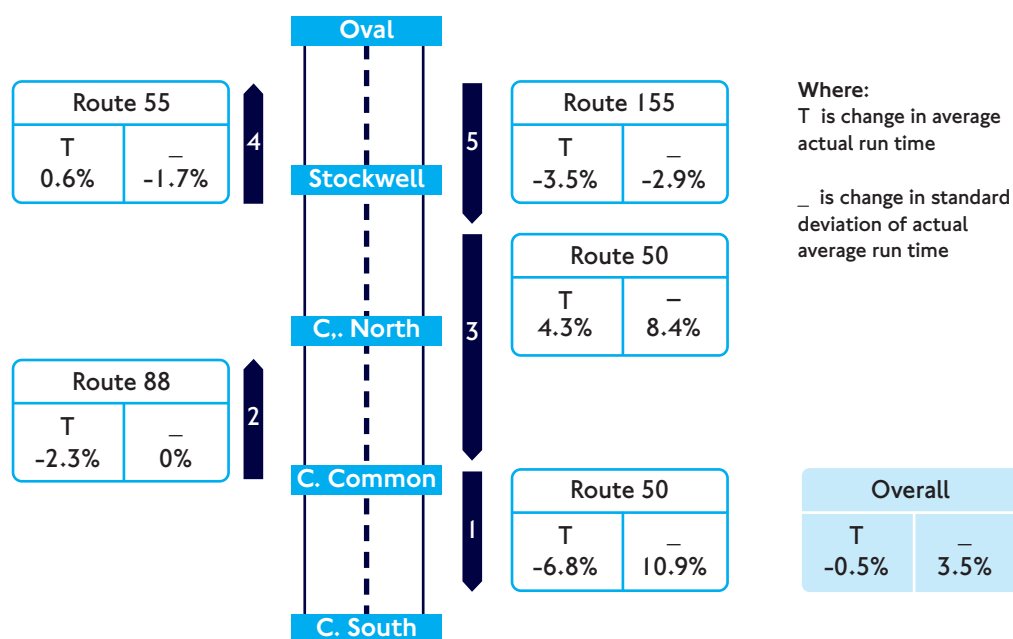 Oval
Route 55
T _
0.6% -1.7%
4
5
Route 155
T _
-3.5% -2.9%
Where:
T is change in average
actual run time
_ is change in standard
deviation of actual
average run time
Stockwell
Route 50
T –
4.3% 8.4%
3
C,. North
Route 88
T _
-2.3% 0%
2
C. Common
1
Route 50
T _
-6.8% 10.9%
Overall
T _
-0.5% 3.5%
C. South